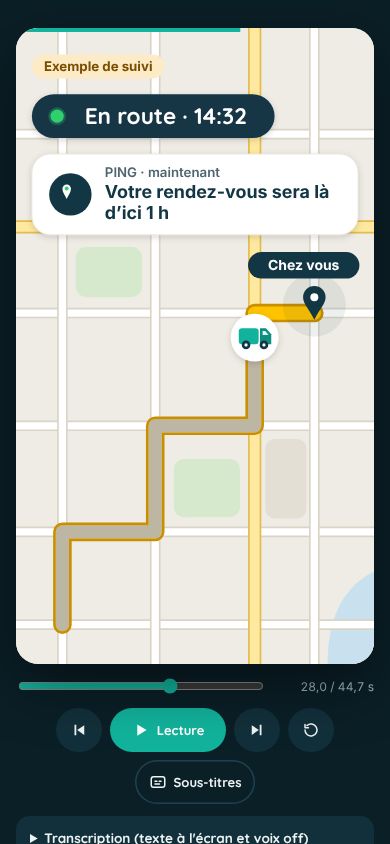 Exemple de suivi
En route · 14:32
PING · maintenant
Votre rendez-vous sera là
d’ici 1 h
Chez vous
28,0 / 44,7 s
Lecture
Sous-titres
Transcription (texte à l'écran et voix off)